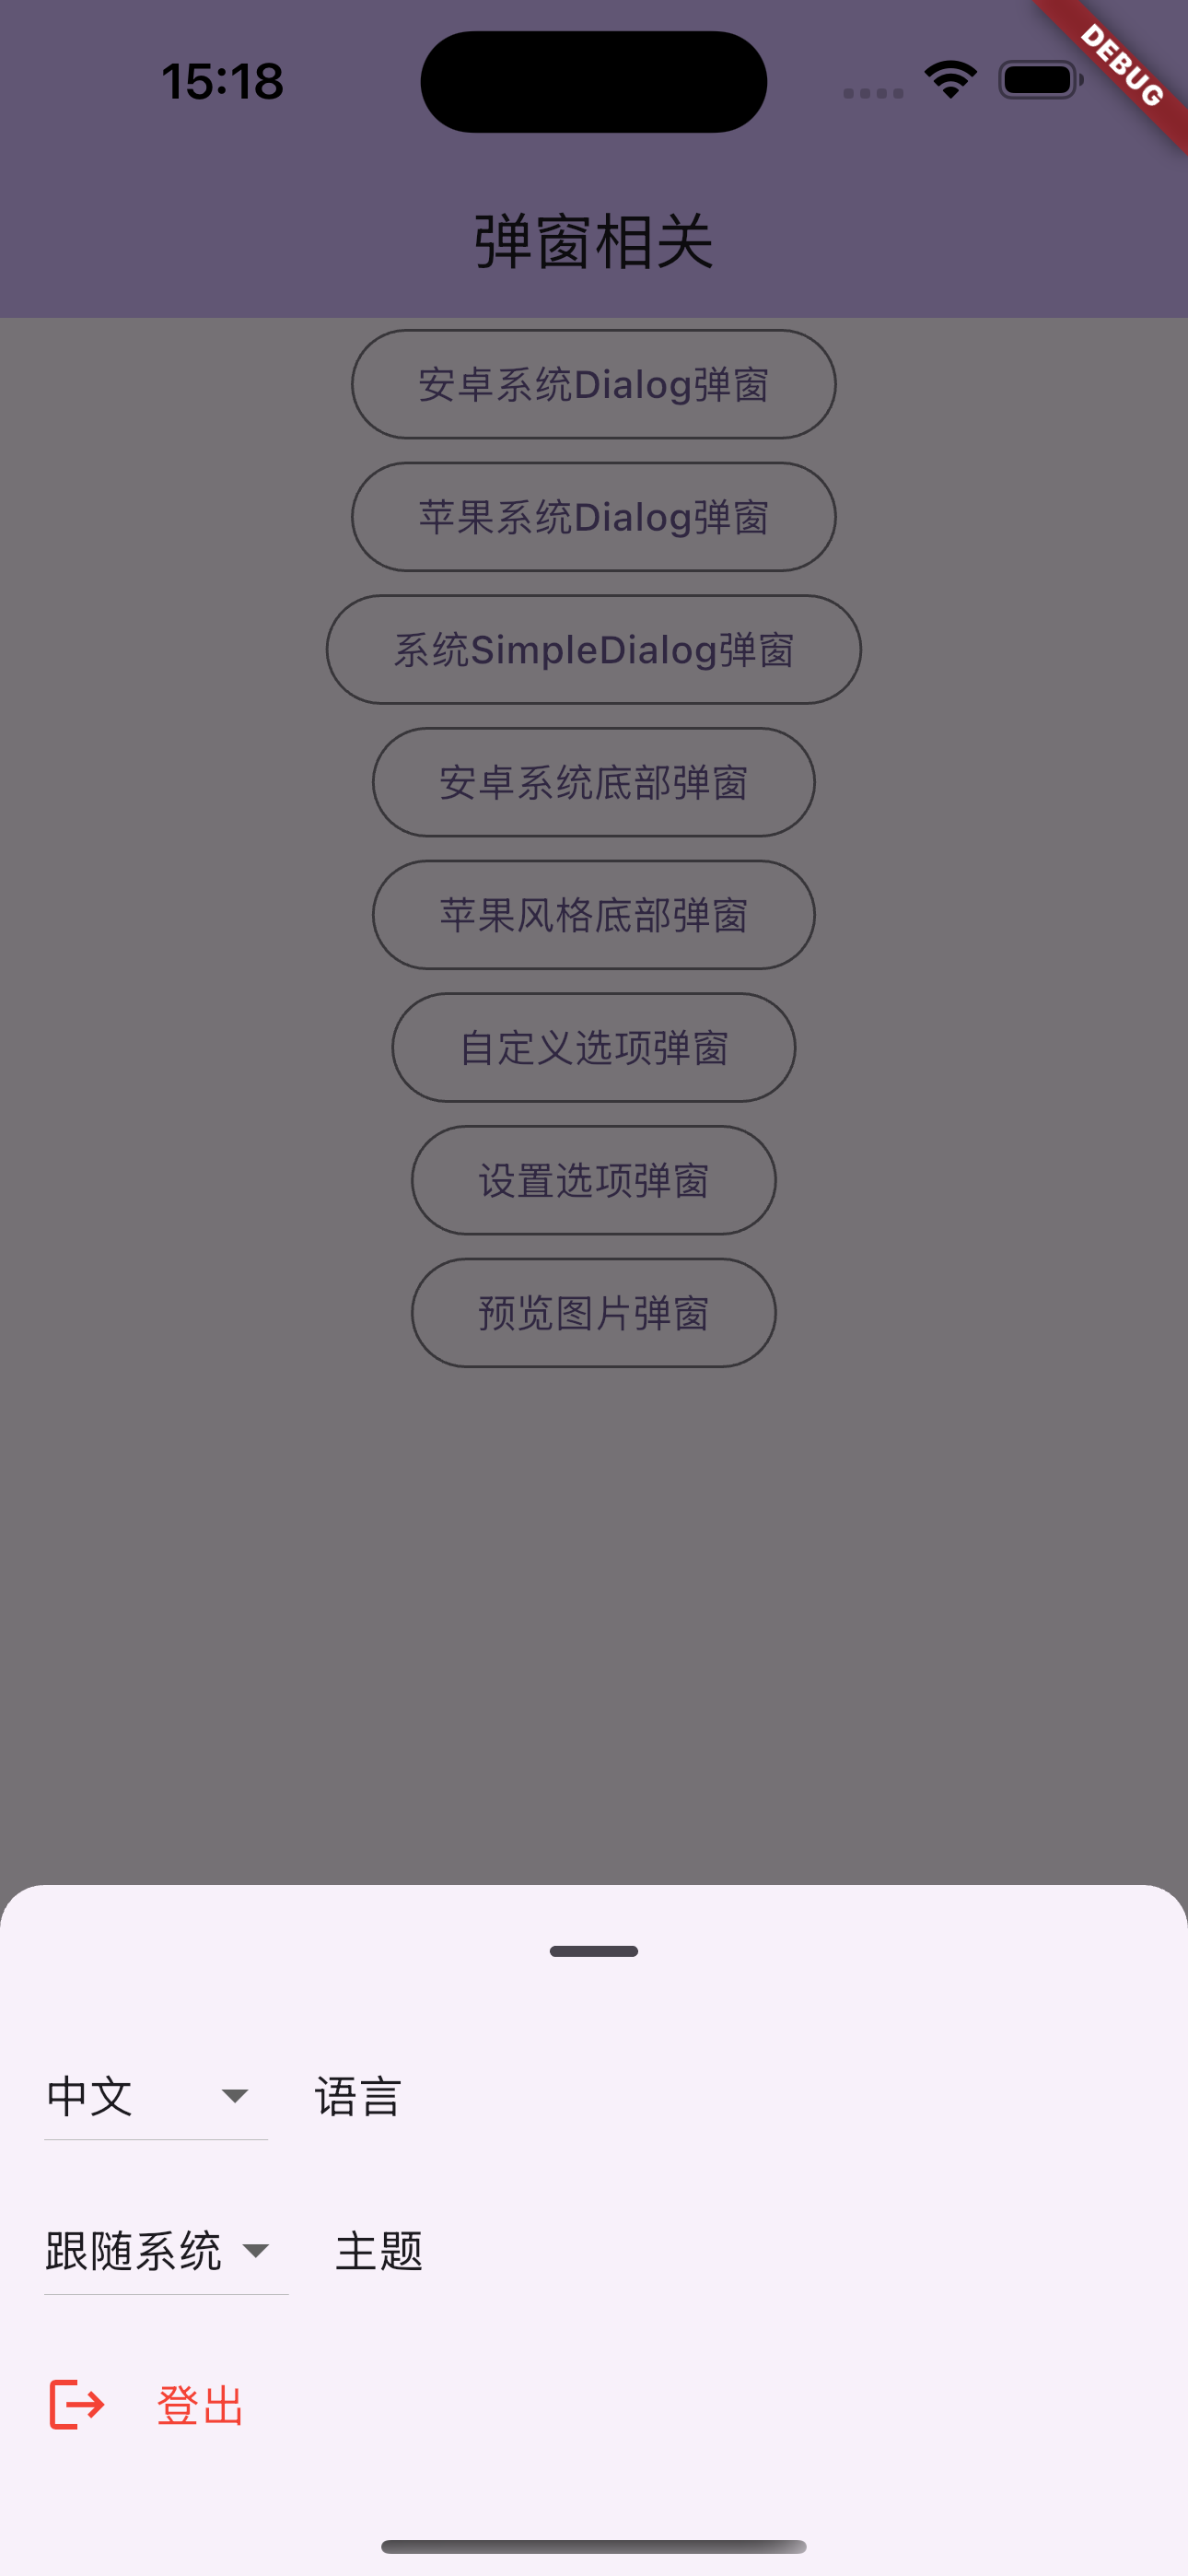 15:18
DEBUG
弹窗相关
安卓系统Dialog弹窗
苹果系统Dialog弹窗
系统SimpleDialog弹窗
安卓系统底部弹窗
苹果风格底部弹窗
自定义选项弹窗
设置选项弹窗
预览图片弹窗
中文 语言
跟随系统 主题
登出